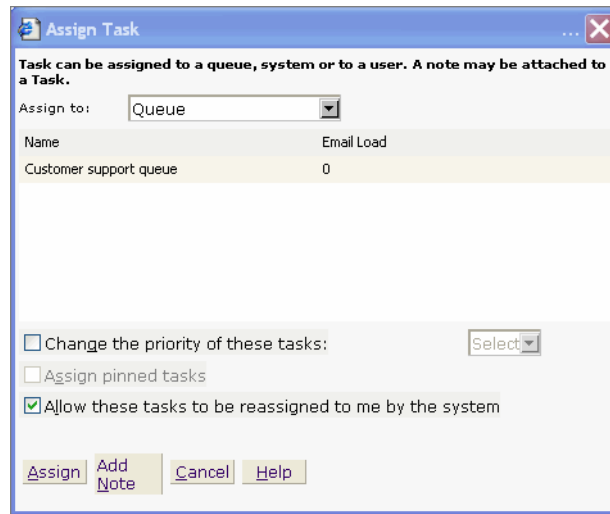 Assign Task ...
Task can be assigned to a queue, system or to a user. A note may be attached to
a Task.
Assign to: Queue
Name Email Load
Customer support queue 0
Change the priority of these tasks: Select
Assign pinned tasks
Allow these tasks to be reassigned to me by the system
Assign Add Note Cancel Help